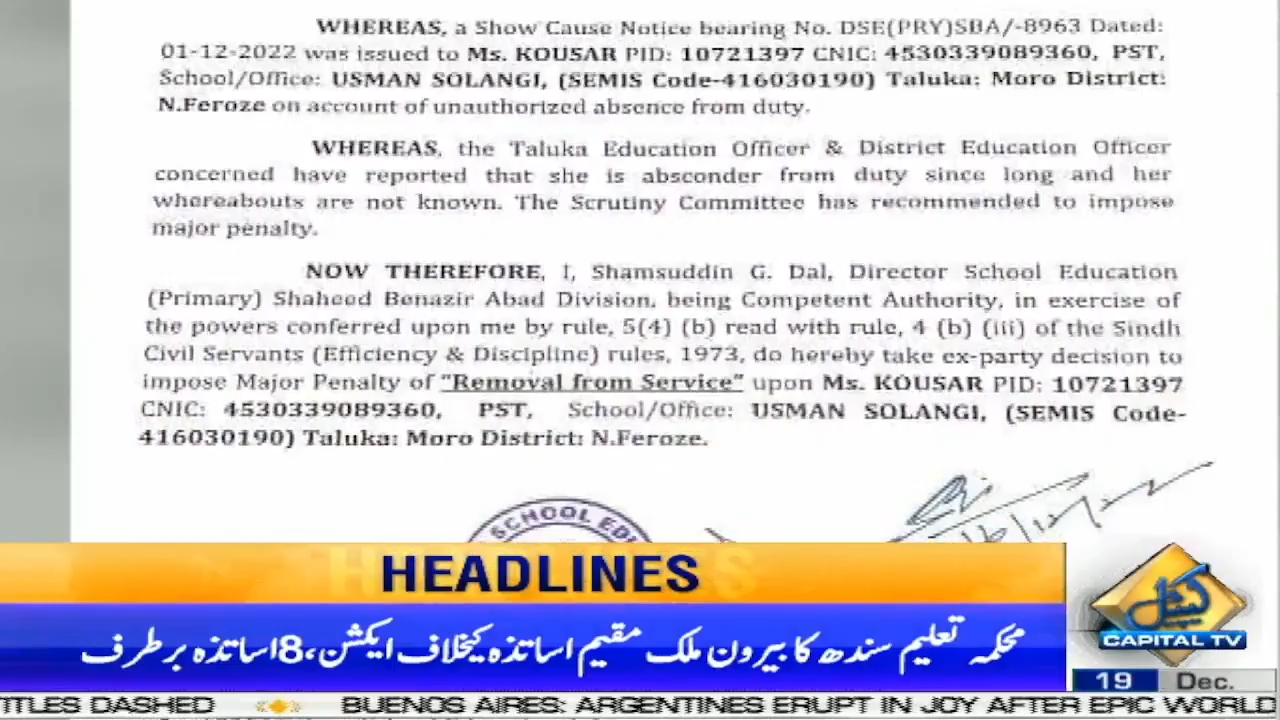 WHEREAS, a Show Cause Notice bearing No. DSE(PRY)SBA/-8963 Dated:
01-12-2022 was issued to Ms. KOUSAR PID: 10721397 CNIC: 4530339089360, PST,
School/Office: USMAN SOLANGI, (SEMIS Code-416030190) Taluka: Moro District:
N.Feroze on account of unauthorized absence from duty.
WHEREAS, the Taluka Education Officer & District Education Officer
concerned have reported that she is absconder from duty since long and her
whereabouts are not known. The Scrutiny Committee has recommended to impose
major penalty.
NOW THEREFORE, I, Shamsuddin G. Dal, Director School Education
(Primary) Shaheed Benazir Abad Division, being Competent Authority, in exercise of
the powers conferred upon me by rule, 5(4) (b) read with rule, 4 (b) (iii) of the Sindh
Civil Servants (Efficiency & Discipline) rules, 1973, do hereby take ex-party decision to
impose Major Penalty of "Removal from Service" upon Ms. KOUSAR PID: 10721397
CNIC: 4530339089360, PST, School/Office: USMAN SOLANGI, (SEMIS Code-
416030190) Taluka: Moro District: N.Feroze.
SCHOOL
HEADLINES
محکمہ تعلیم سندھ کا بیرون ملک مقیم اساتذہ کیخلاف ایکشن، 8 اساتذہ برطرف
کیپیٹل
CAPITAL TV
19 Dec.
TITLES DASHED BUENOS AIRES: ARGENTINES ERUPT IN JOY AFTER EPIC WORLD